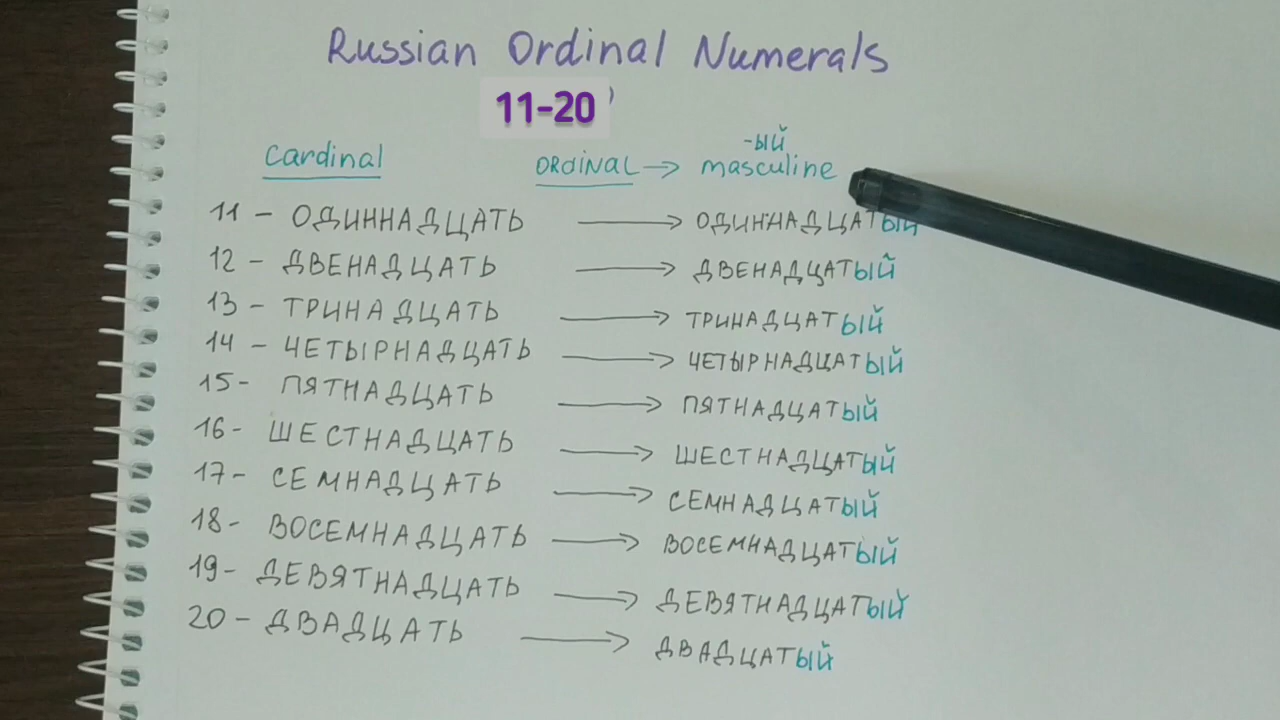 Russian Ordinal Numerals
11-20
-ЫЙ
Cardinal ORDINAL → masculine
11 - ОДИННАДЦАТЬ → ОДИННАДЦАТЫЙ
12 - ДВЕНАДЦАТЬ → ДВЕНАДЦАТЫЙ
13 - ТРИНАДЦАТЬ → ТРИНАДЦАТЫЙ
14 - ЧЕТЫРНАДЦАТЬ → ЧЕТЫРНАДЦАТЫЙ
15 - ПЯТНАДЦАТЬ → ПЯТНАДЦАТЫЙ
16 - ШЕСТНАДЦАТЬ → ШЕСТНАДЦАТЫЙ
17 - СЕМНАДЦАТЬ → СЕМНАДЦАТЫЙ
18 - ВОСЕМНАДЦАТЬ → ВОСЕМНАДЦАТЫЙ
19 - ДЕВЯТНАДЦАТЬ → ДЕВЯТНАДЦАТЫЙ
20 - ДВАДЦАТЬ → ДВАДЦАТЫЙ